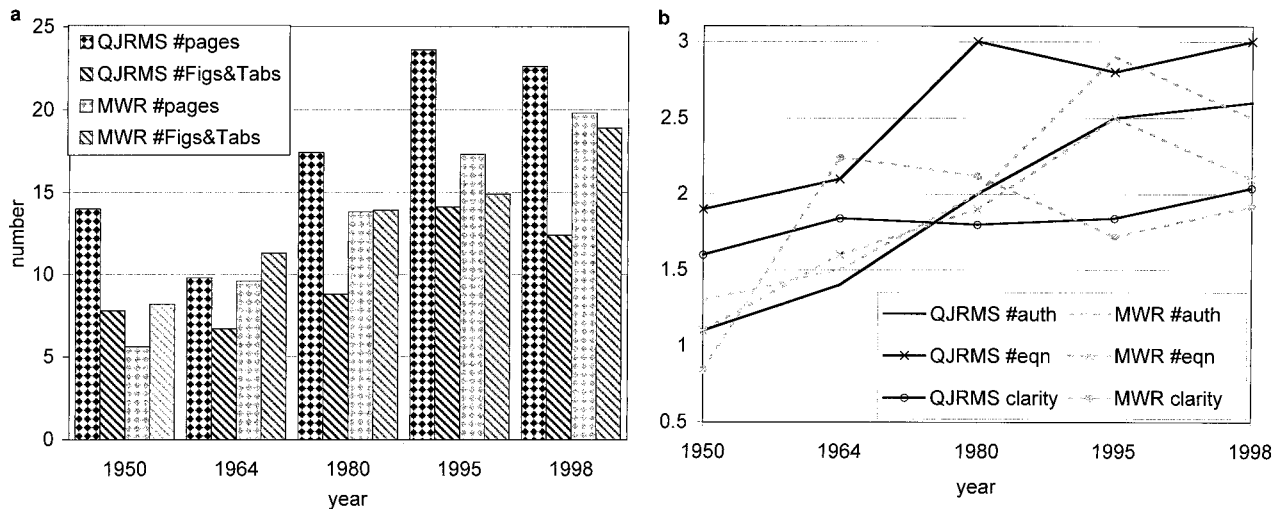 a
25
20
15
10
5
0
number
QJRMS #pages
QJRMS #Figs&Tabs
MWR #pages
MWR #Figs&Tabs
1950 1964 1980 1995 1998
year
b
3
2.5
2
1.5
1
0.5
QJRMS #auth MWR #auth
QJRMS #eqn MWR #eqn
QJRMS clarity MWR clarity
1950 1964 1980 1995 1998
year